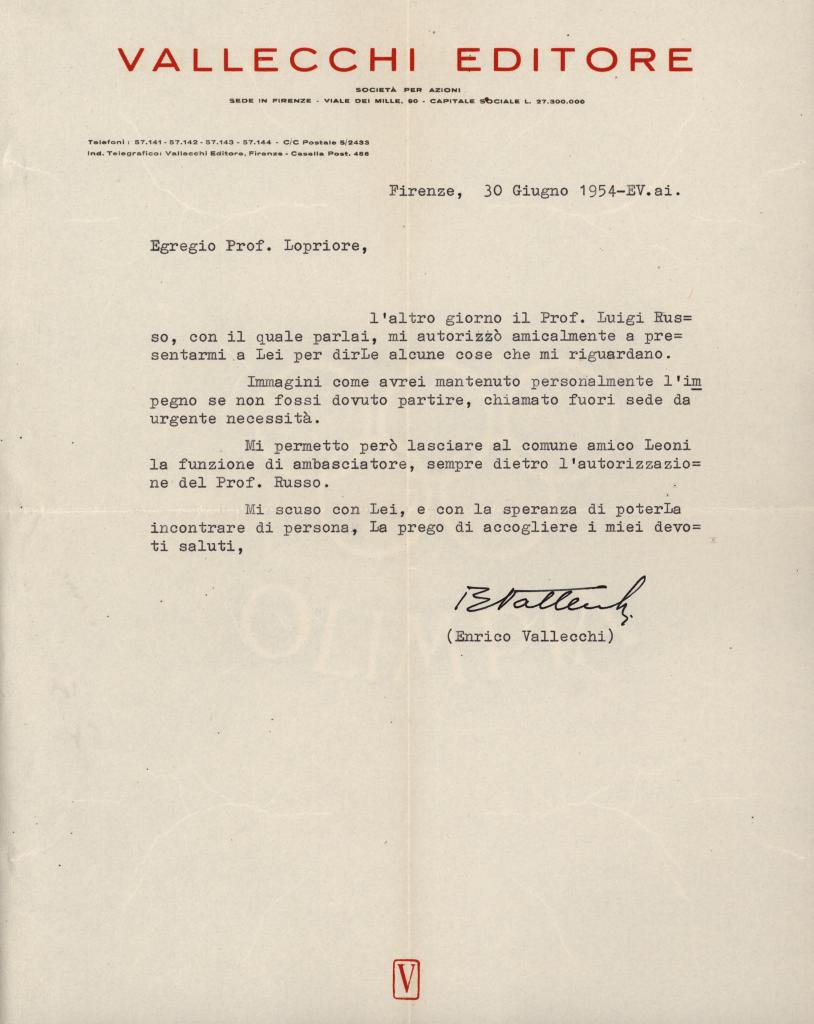 VALLECCHI EDITORE
SOCIETÀ PER AZIONI
SEDE IN FIRENZE - VIALE DEI MILLE, 90 - CAPITALE SOCIALE L. 27.300.000
Telefoni: 57.141 - 57.142 - 57.143 - 57.144 - C/C Postale 5/2433
Ind. Telegrafico: Vallecchi Editore, Firenze - Casella Post. 486
Firenze, 30 Giugno 1954-EV.ai.
Egregio Prof. Lopriore,
l'altro giorno il Prof. Luigi Rus=
so, con il quale parlai, mi autorizzò amicalmente a pre=
sentarmi a Lei per dirLe alcune cose che mi riguardano.
Immagini come avrei mantenuto personalmente l'im
pegno se non fossi dovuto partire, chiamato fuori sede da
urgente necessità.
Mi permetto però lasciare al comune amico Leoni
la funzione di ambasciatore, sempre dietro l'autorizzazio=
ne del Prof. Russo.
Mi scuso con Lei, e con la speranza di poterLa
incontrare di persona, La prego di accogliere i miei devo=
ti saluti,
EVallecchi
(Enrico Vallecchi)
V